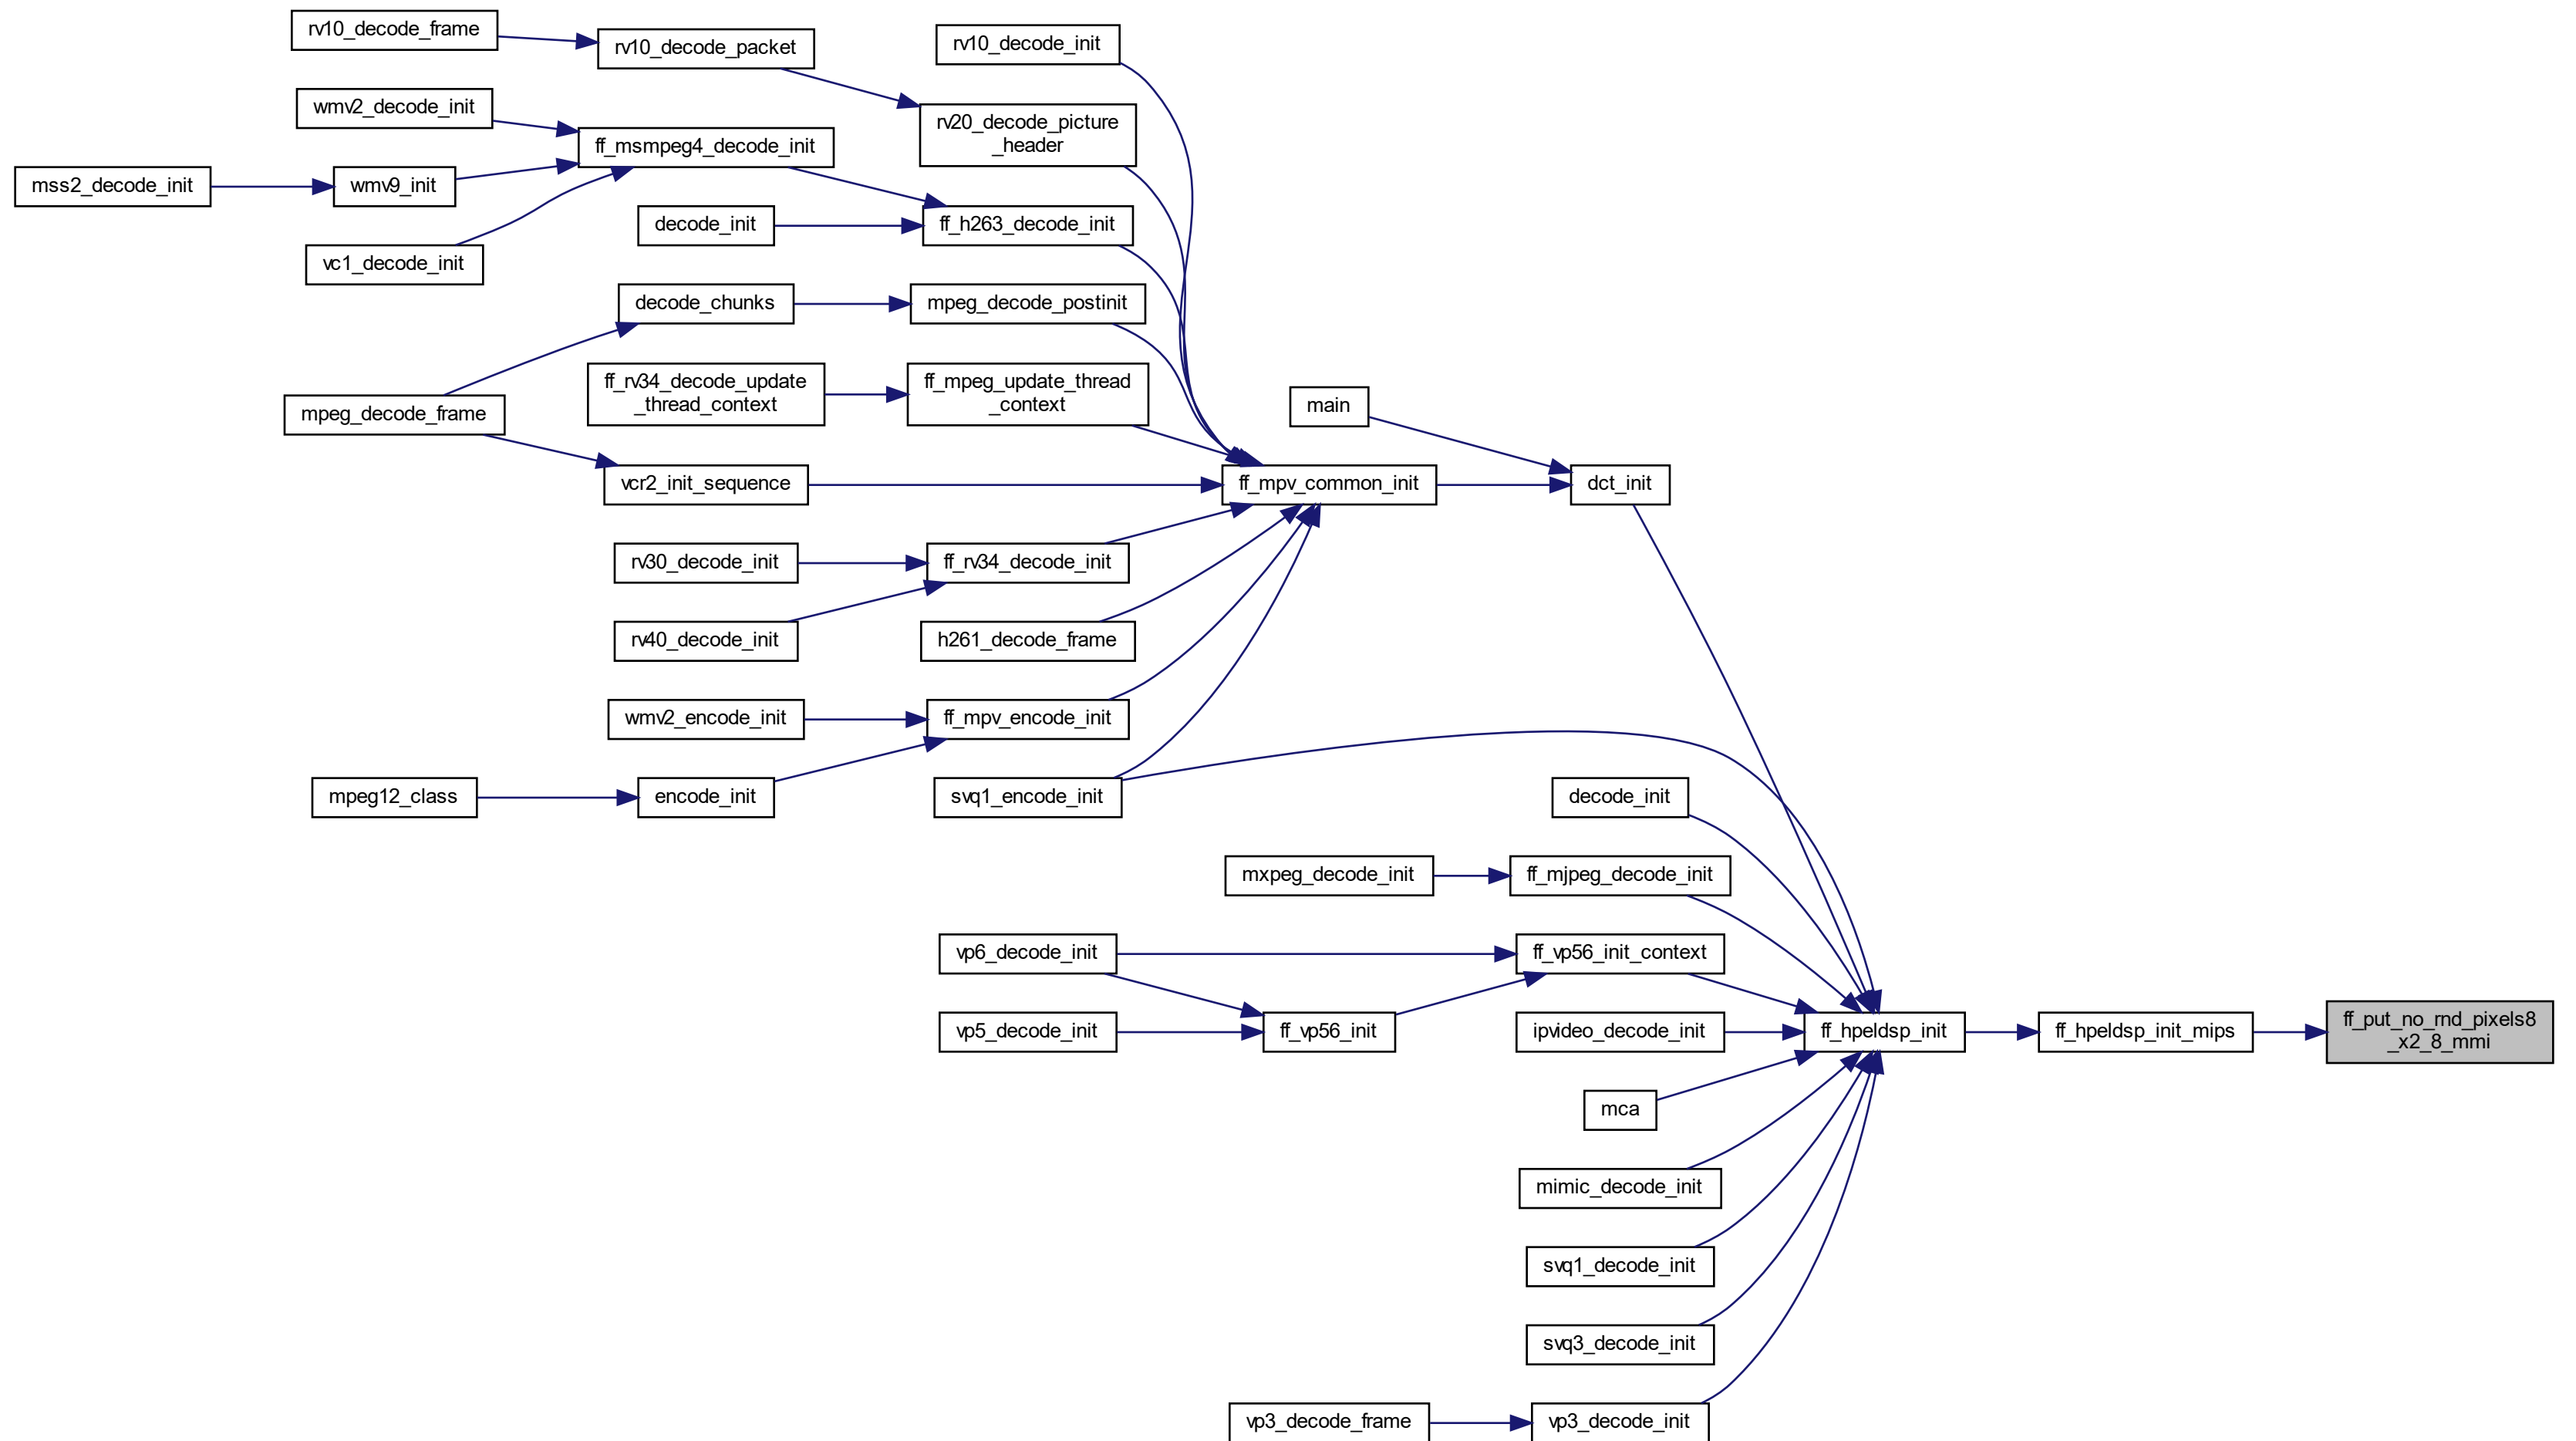 rv10_decode_frame
rv10_decode_packet
rv10_decode_init
wmv2_decode_init
rv20_decode_picture
_header
ff_msmpeg4_decode_init
mss2_decode_init
wmv9_init
decode_init
ff_h263_decode_init
vc1_decode_init
decode_chunks
mpeg_decode_postinit
ff_rv34_decode_update
_thread_context
ff_mpeg_update_thread
_context
main
mpeg_decode_frame
vcr2_init_sequence
ff_mpv_common_init
dct_init
rv30_decode_init
ff_rv34_decode_init
rv40_decode_init
h261_decode_frame
wmv2_encode_init
ff_mpv_encode_init
mpeg12_class
encode_init
svq1_encode_init
decode_init
mxpeg_decode_init
ff_mjpeg_decode_init
vp6_decode_init
ff_vp56_init_context
vp5_decode_init
ff_vp56_init
ipvideo_decode_init
ff_hpeldsp_init
ff_hpeldsp_init_mips
ff_put_no_rnd_pixels8
_x2_8_mmi
mca
mimic_decode_init
svq1_decode_init
svq3_decode_init
vp3_decode_frame
vp3_decode_init